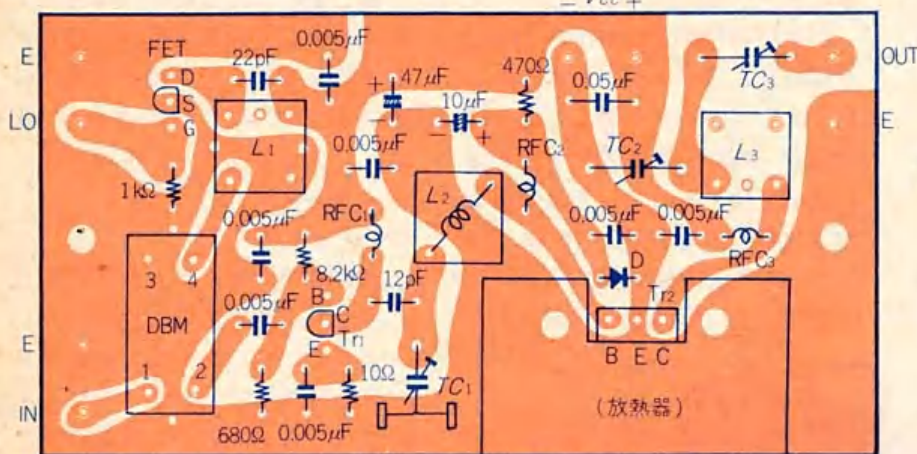 − Vcc +
E
FET
D
S
G
22pF
0.005μF
47μF
+
−
470Ω
0.05μF
TC3
OUT
LO
L1
10μF
−
+
E
0.005μF
RFC2
TC2
L3
1kΩ
L2
0.005μF
RFC1
0.005μF
0.005μF
3
4
8.2kΩ
12pF
D
RFC3
DBM
0.005μF
B
C
E
Tr1
Tr2
E
1
2
10Ω
TC1
B E C
IN
680Ω
0.005μF
(放熱器)